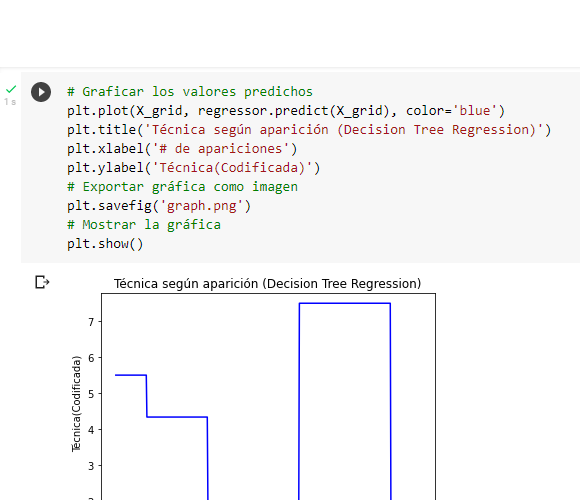 1 s
# Graficar los valores predichos
plt.plot(X_grid, regressor.predict(X_grid), color='blue')
plt.title('Técnica según aparición (Decision Tree Regression)')
plt.xlabel('# de apariciones')
plt.ylabel('Técnica(Codificada)')
# Exportar gráfica como imagen
plt.savefig('graph.png')
# Mostrar la gráfica
plt.show()
Técnica según aparición (Decision Tree Regression)
Técnica(Codificada)
7
6
5
4
3